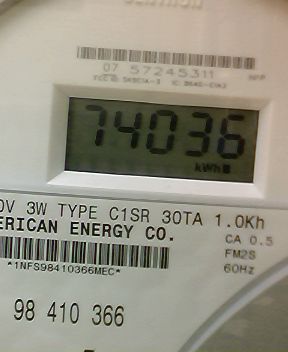 07 57245311
74036
kWh
0V 3W TYPE C1SR 30TA 1.0Kh
ERICAN ENERGY CO.
CA 0.5
FM2S
60Hz
*1NFS98410366MEC*
98 410 366